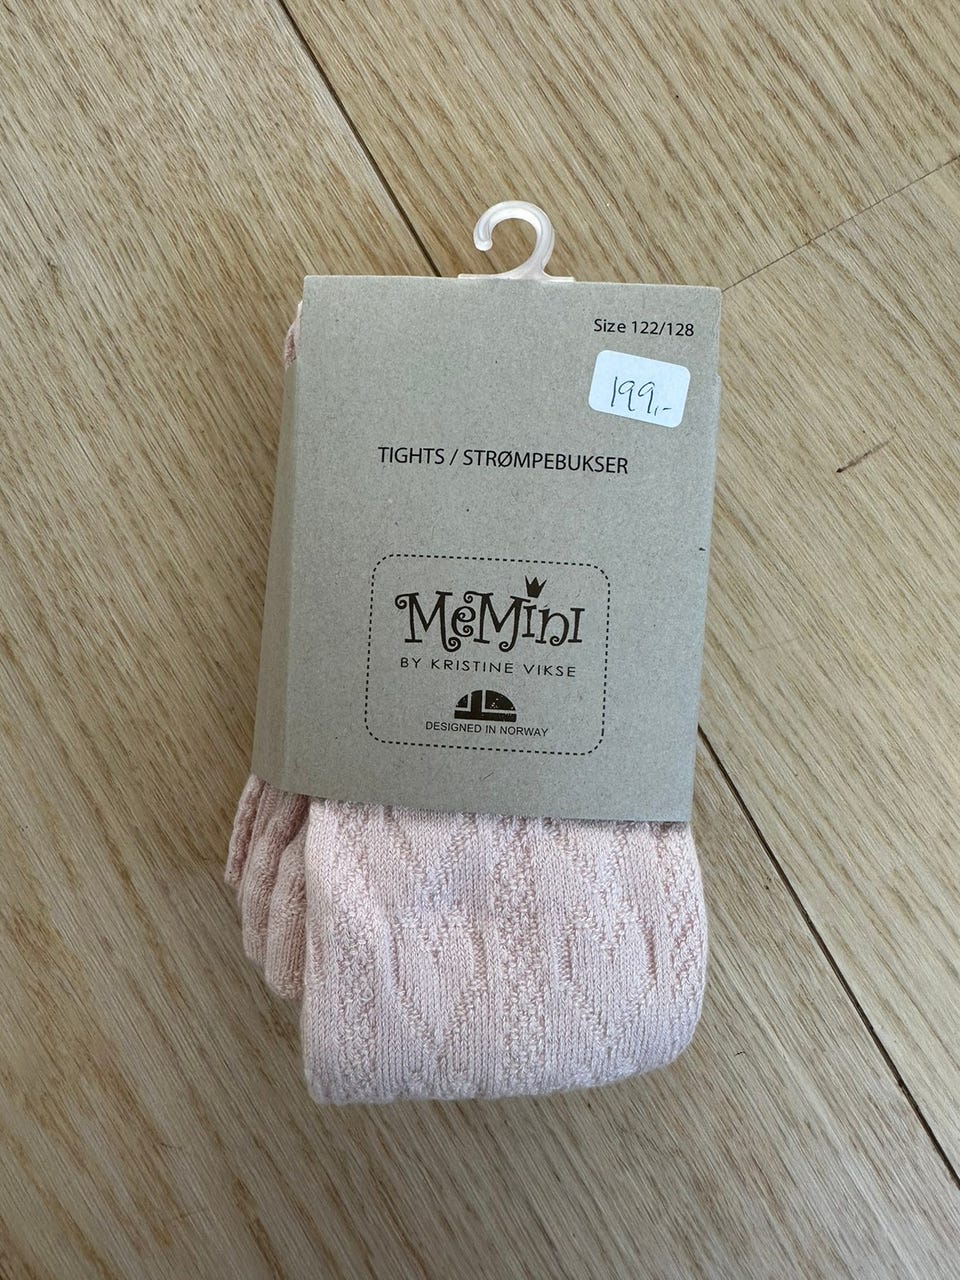 Size 122/128
199,-
TIGHTS / STRØMPEBUKSER
MeMini
BY KRISTINE VIKSE
DESIGNED IN NORWAY